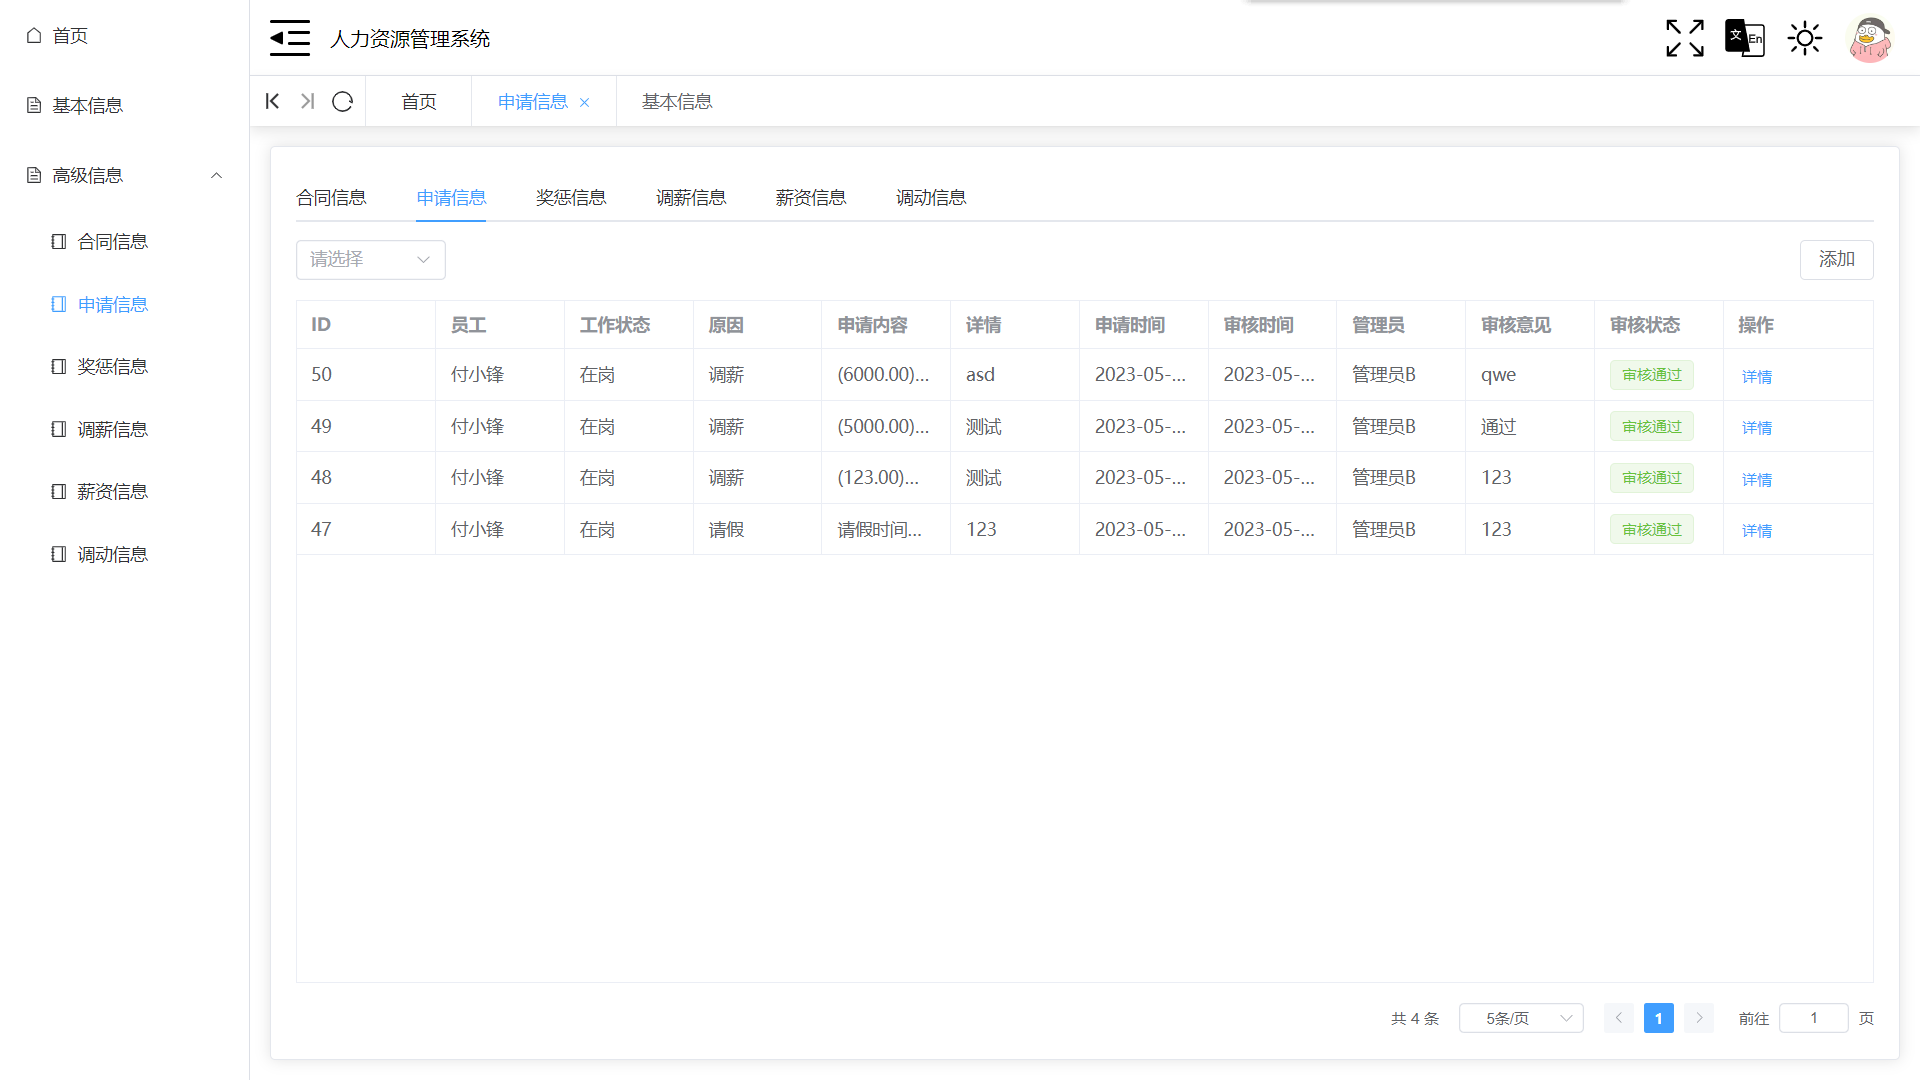 首页
基本信息
高级信息
合同信息
申请信息
奖惩信息
调薪信息
薪资信息
调动信息
人力资源管理系统
文 En
首页 申请信息 基本信息
合同信息 申请信息 奖惩信息 调薪信息 薪资信息 调动信息
请选择 添加
ID 员工 工作状态 原因 申请内容 详情 申请时间 审核时间 管理员 审核意见 审核状态 操作
50 付小锋 在岗 调薪 (6000.00)... asd 2023-05-... 2023-05-... 管理员B qwe 审核通过 详情
49 付小锋 在岗 调薪 (5000.00)... 测试 2023-05-... 2023-05-... 管理员B 通过 审核通过 详情
48 付小锋 在岗 调薪 (123.00)... 测试 2023-05-... 2023-05-... 管理员B 123 审核通过 详情
47 付小锋 在岗 请假 请假时间... 123 2023-05-... 2023-05-... 管理员B 123 审核通过 详情
共 4 条 5条/页 1 前往 1 页